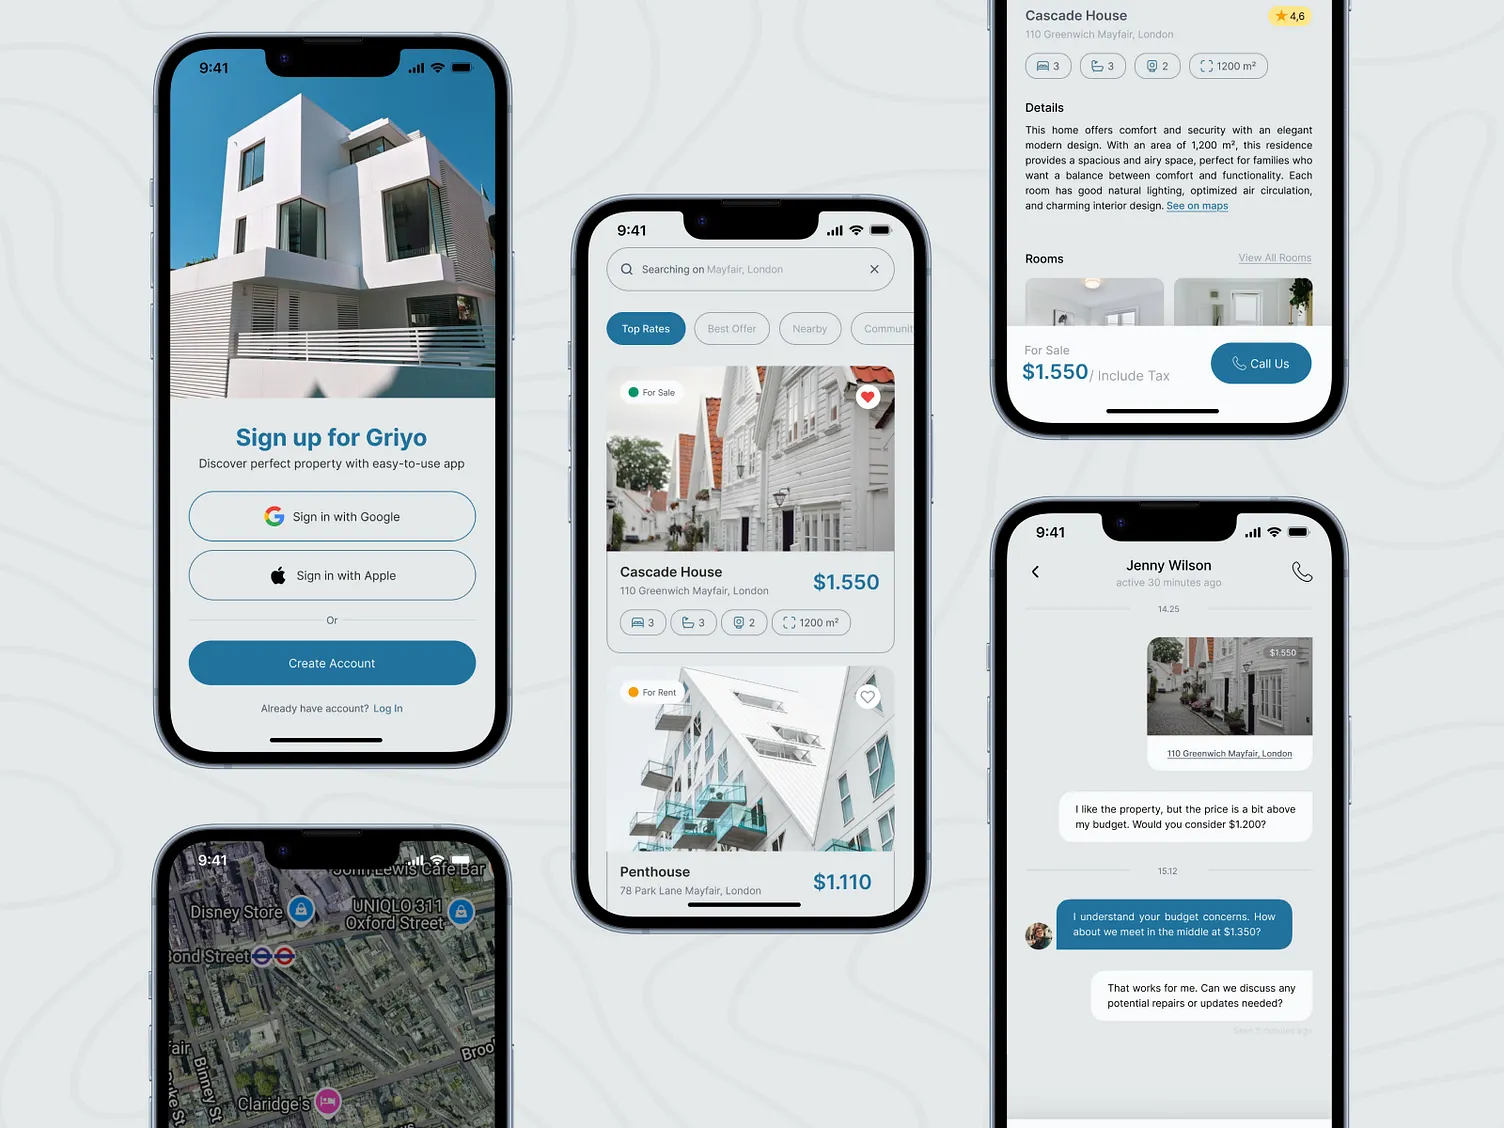 9:41
Sign up for Griyo
Discover perfect property with easy-to-use app
Sign in with Google
Sign in with Apple
Or
Create Account
Already have account? Log In
9:41
John Lewis Cafe Bar
Disney Store
UNIQLO 311
Oxford Street
Bond Street
Binney St
Claridge's
9:41
Searching on Mayfair, London
Top Rates
Best Offer
Nearby
Communit
For Sale
Cascade House
110 Greenwich Mayfair, London
$1.550
3
3
2
1200 m²
For Rent
Penthouse
78 Park Lane Mayfair, London
$1.110
Cascade House
4,6
110 Greenwich Mayfair, London
3
3
2
1200 m²
Details
This home offers comfort and security with an elegant
modern design. With an area of 1,200 m², this residence
provides a spacious and airy space, perfect for families who
want a balance between comfort and functionality. Each
room has good natural lighting, optimized air circulation,
and charming interior design. See on maps
Rooms
View All Rooms
For Sale
$1.550/ Include Tax
Call Us
9:41
Jenny Wilson
active 30 minutes ago
14.25
$1.550
110 Greenwich Mayfair, London
I like the property, but the price is a bit above
my budget. Would you consider $1.200?
15.12
I understand your budget concerns. How
about we meet in the middle at $1.350?
That works for me. Can we discuss any
potential repairs or updates needed?